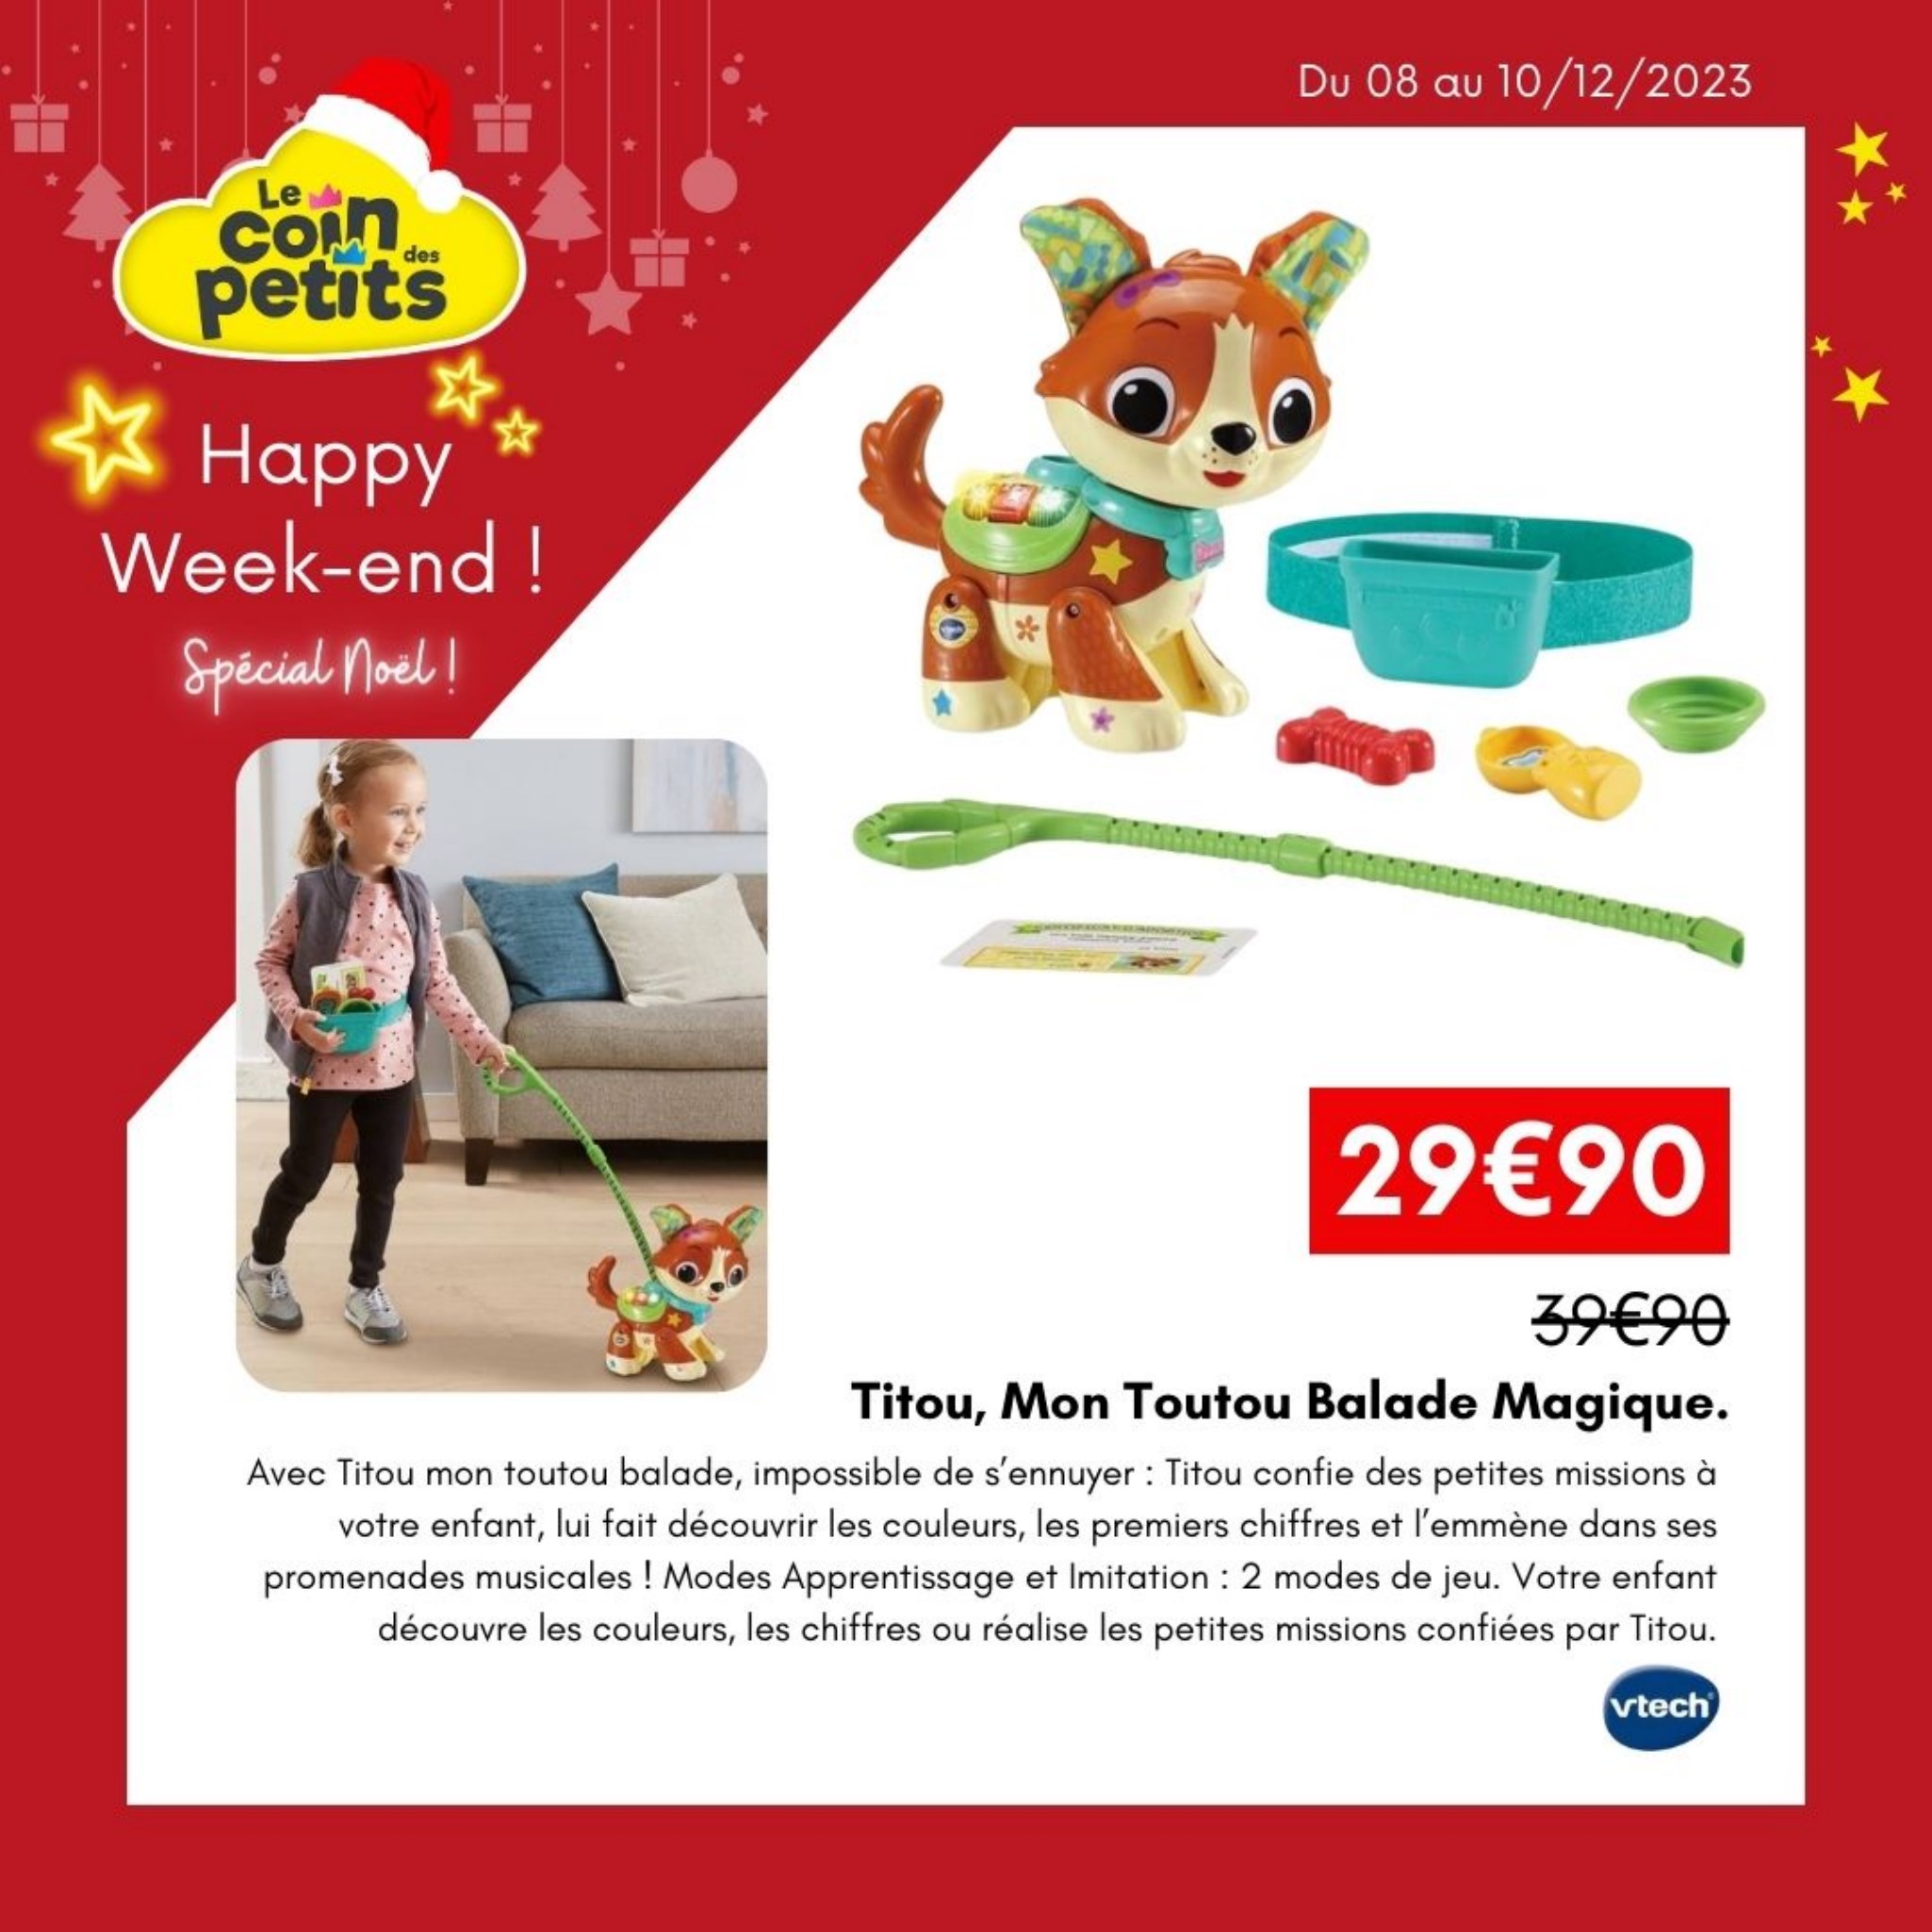 Du 08 au 10/12/2023
Le
coin
des
petits
Happy
Week-end !
Spécial Noël !
vtech
29€90
39€90
Titou, Mon Toutou Balade Magique.
Avec Titou mon toutou balade, impossible de s'ennuyer : Titou confie des petites missions à
votre enfant, lui fait découvrir les couleurs, les premiers chiffres et l'emmène dans ses
promenades musicales ! Modes Apprentissage et Imitation : 2 modes de jeu. Votre enfant
découvre les couleurs, les chiffres ou réalise les petites missions confiées par Titou.
vtech